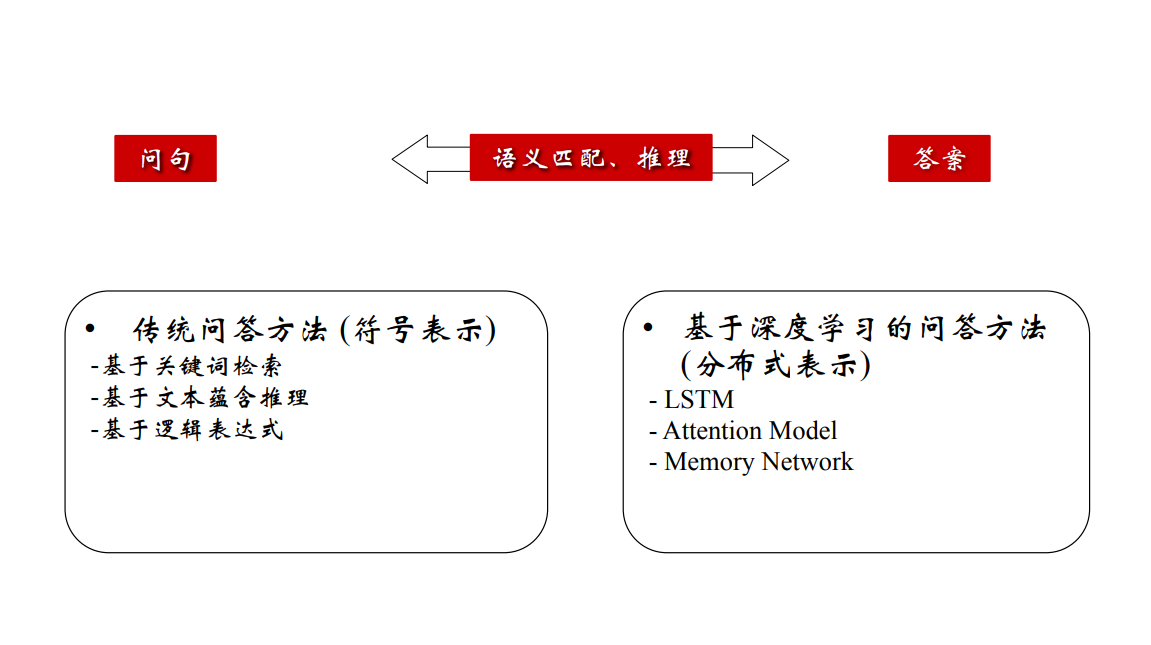 问句
语义匹配、推理
答案
• 传统问答方法 (符号表示)
-基于关键词检索
-基于文本蕴含推理
-基于逻辑表达式
• 基于深度学习的问答方法
(分布式表示)
- LSTM
- Attention Model
- Memory Network